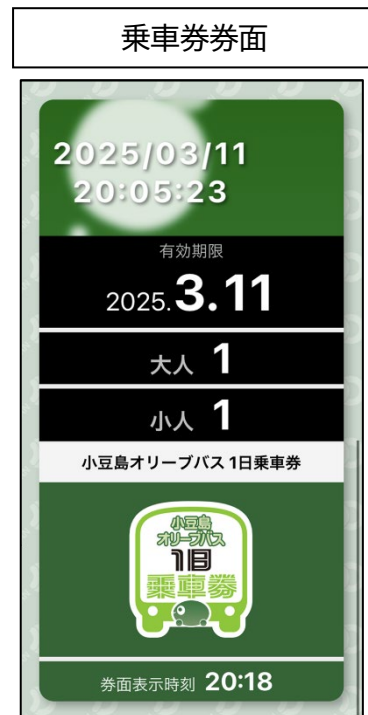 乗車券券面
2025/03/11
20:05:23
有効期限
2025.3.11
大人 1
小人 1
小豆島オリーブバス 1日乗車券
小豆島
オリーブバス
1日
乗車券
券面表示時刻 20:18